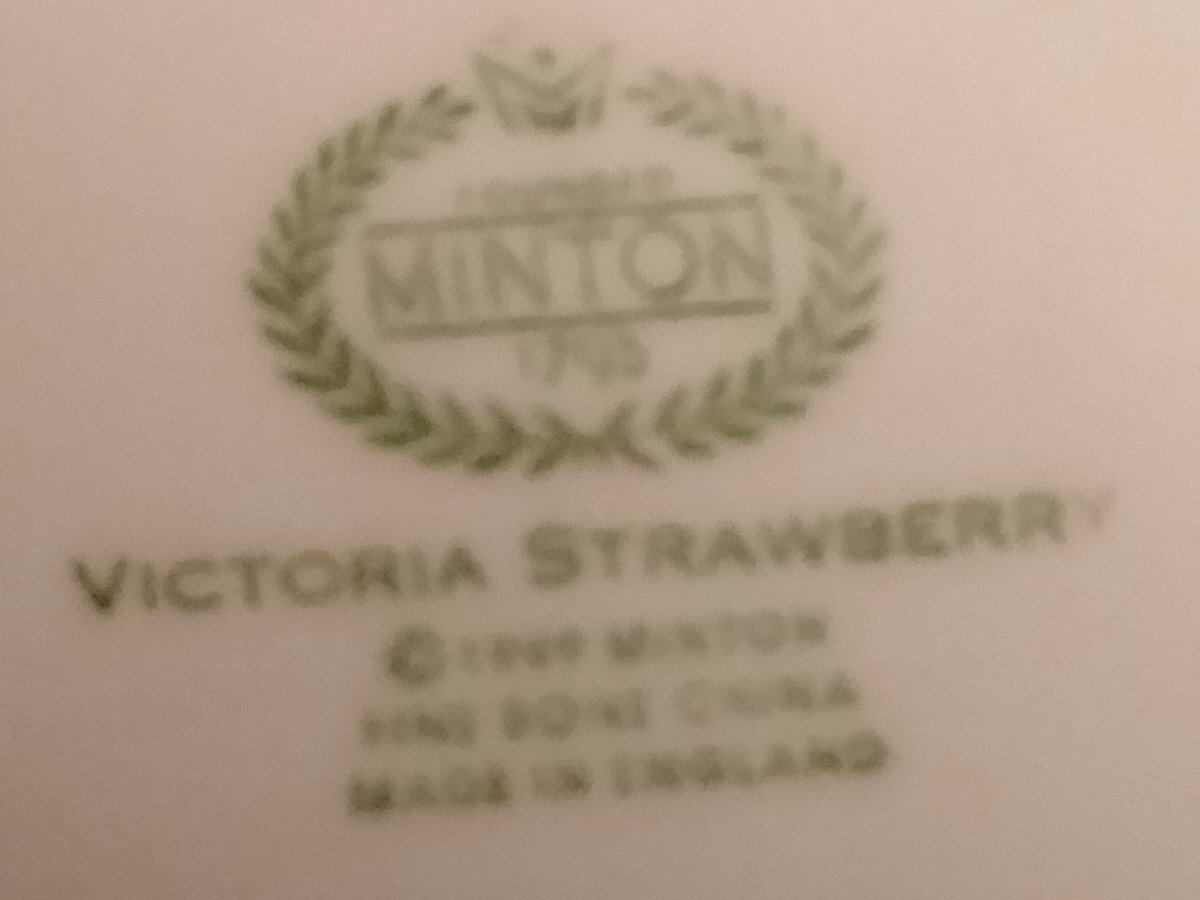 MINTON
VICTORIA STRAWBERRY
© MINTON
FINE BONE CHINA
MADE IN ENGLAND